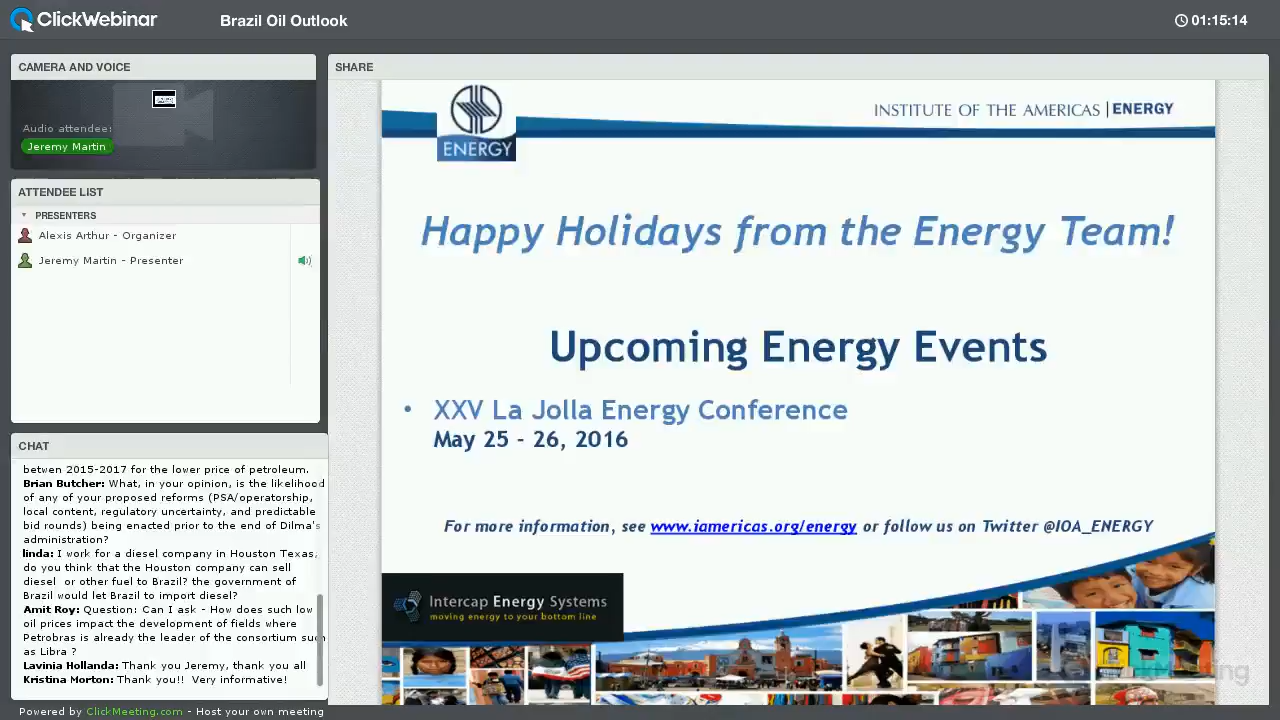 ClickWebinar
Brazil Oil Outlook
01:15:14
CAMERA AND VOICE
Audio attendees
Jeremy Martin
ATTENDEE LIST
PRESENTERS
Alexis Arthur - Organizer
Jeremy Martin - Presenter
CHAT
betwen 2015-2017 for the lower price of petroleum.
Brian Butcher: What, in your opinion, is the likelihood
of any of your proposed reforms (PSA/operatorship,
local content, regulatory uncertainty, and predictable
bid rounds) being enacted prior to the end of Dilma's
administration?
linda: I work for a diesel company in Houston Texas,
do you think that the Houston company can sell
diesel or other fuel to Brazil? the government of
Brazil would let Brazil to import diesel?
Amit Roy: Question: Can I ask - How does such low
oil prices impact the development of fields where
Petrobras is already the leader of the consortium such
as Libra ?
Lavinia Hollanda: Thank you Jeremy, thank you all
Kristina Morton: Thank you!! Very informative!
Powered by ClickMeeting.com - Host your own meeting
SHARE
ENERGY
INSTITUTE OF THE AMERICAS | ENERGY
Happy Holidays from the Energy Team!
Upcoming Energy Events
• XXV La Jolla Energy Conference
May 25 - 26, 2016
For more information, see www.iamericas.org/energy or follow us on Twitter @IOA_ENERGY
Intercap Energy Systems
moving energy to your bottom line